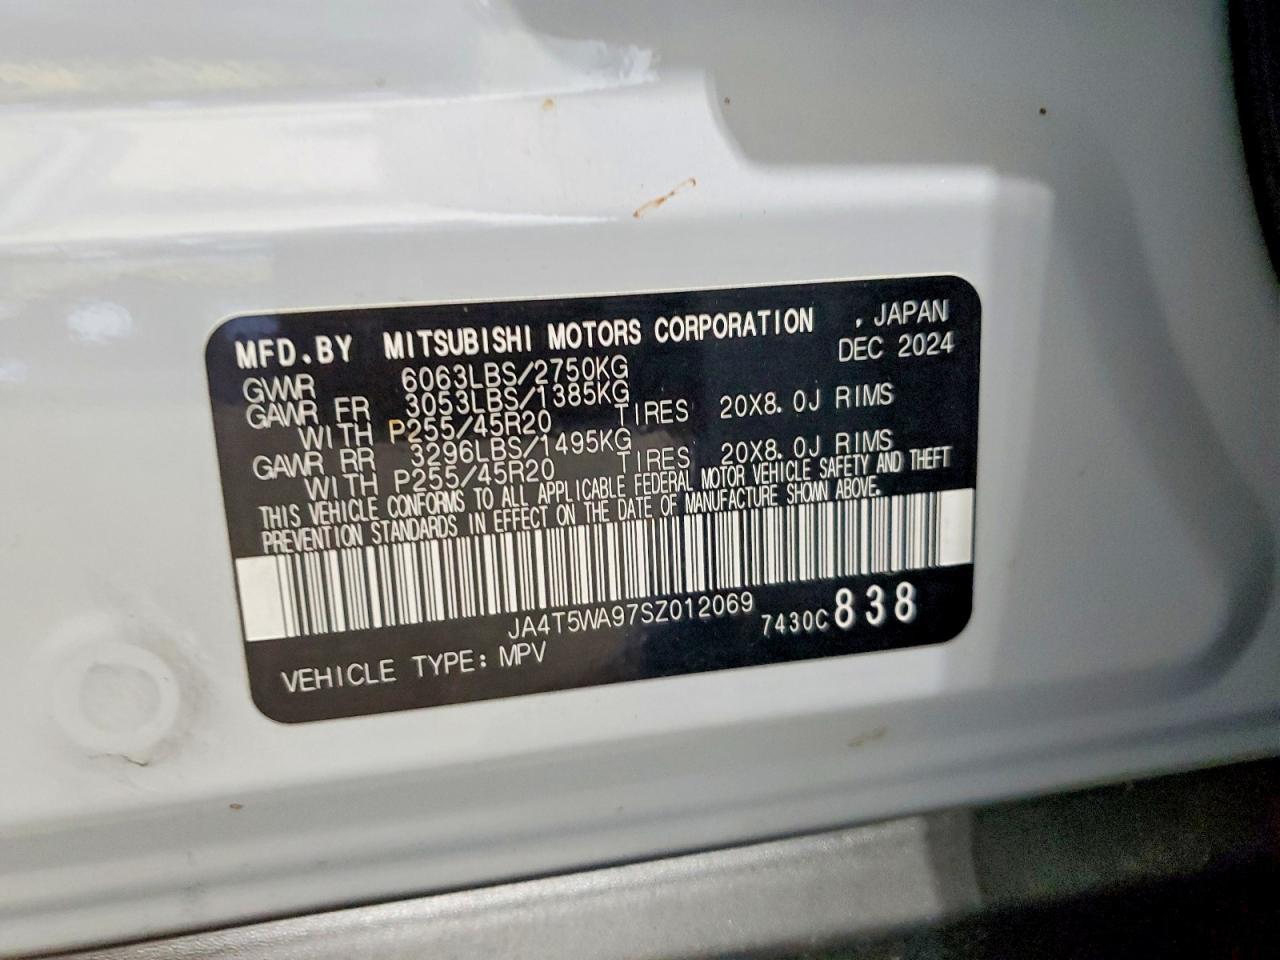 MFD.BY MITSUBISHI MOTORS CORPORATION , JAPAN
DEC 2024
GVWR 6063LBS/2750KG
GAWR FR 3053LBS/1385KG
WITH P255/45R20 TIRES 20X8.0J RIMS
GAWR RR 3296LBS/1495KG
WITH P255/45R20 TIRES 20X8.0J RIMS
THIS VEHICLE CONFORMS TO ALL APPLICABLE FEDERAL MOTOR VEHICLE SAFETY AND THEFT
PREVENTION STANDARDS IN EFFECT ON THE DATE OF MANUFACTURE SHOWN ABOVE.
JA4T5WA97SZ012069 7430C 838
VEHICLE TYPE: MPV